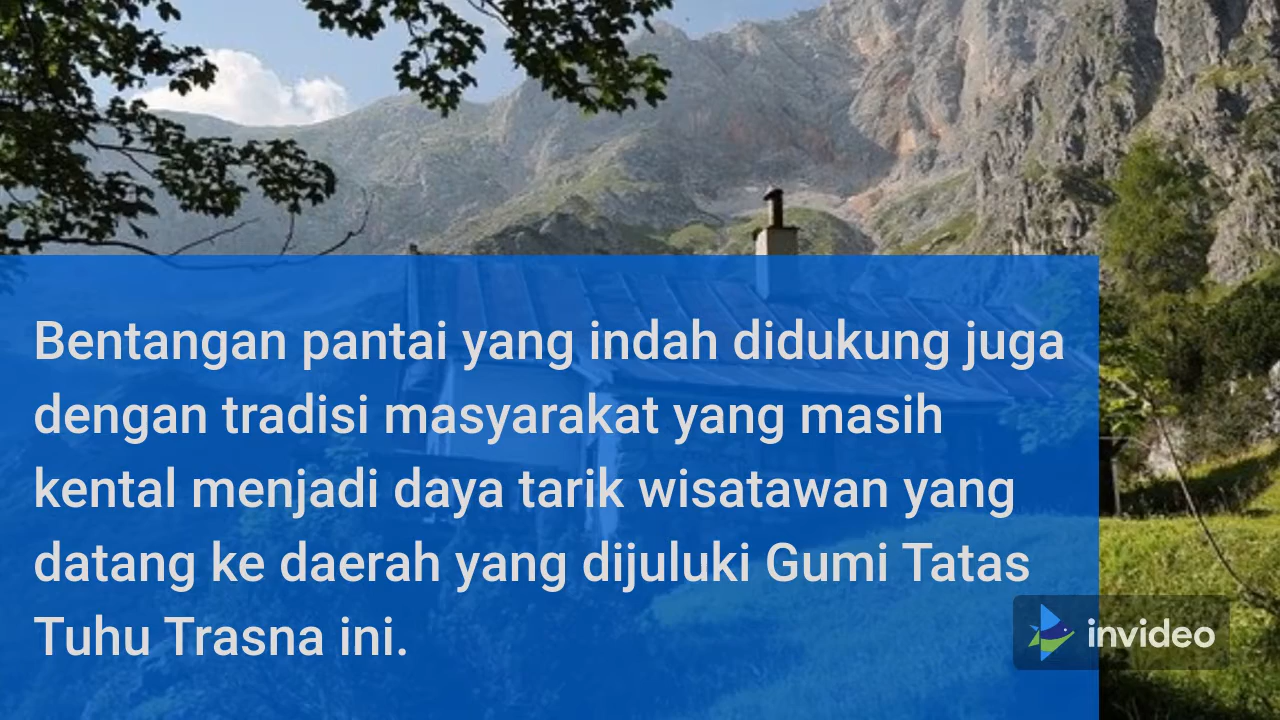 Bentangan pantai yang indah didukung juga
dengan tradisi masyarakat yang masih
kental menjadi daya tarik wisatawan yang
datang ke daerah yang dijuluki Gumi Tatas
Tuhu Trasna ini.
invideo